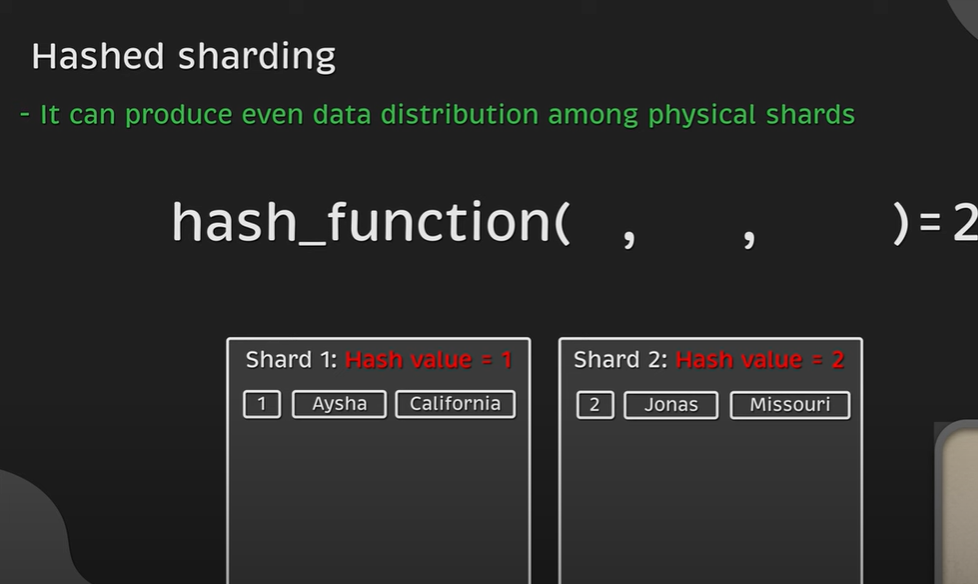 Hashed sharding
- It can produce even data distribution among physical shards
hash_function( , , )=2
Shard 1: Hash value = 1
1 Aysha California
Shard 2: Hash value = 2
2 Jonas Missouri